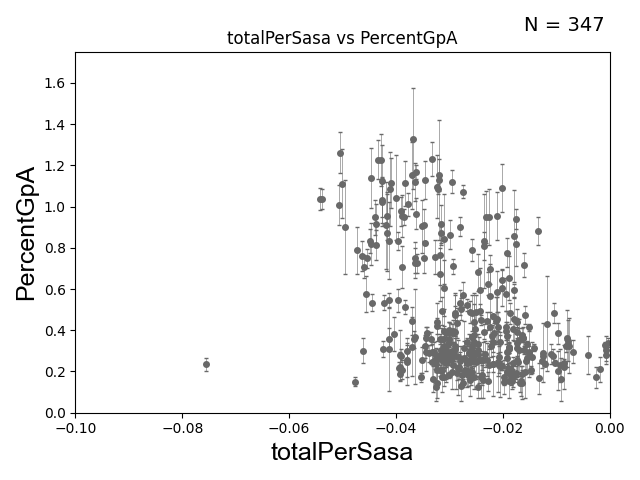 N = 347
totalPerSasa vs PercentGpA
PercentGpA
1.6
1.4
1.2
1.0
0.8
0.6
0.4
0.2
0.0
−0.10 −0.08 −0.06 −0.04 −0.02 0.00
totalPerSasa